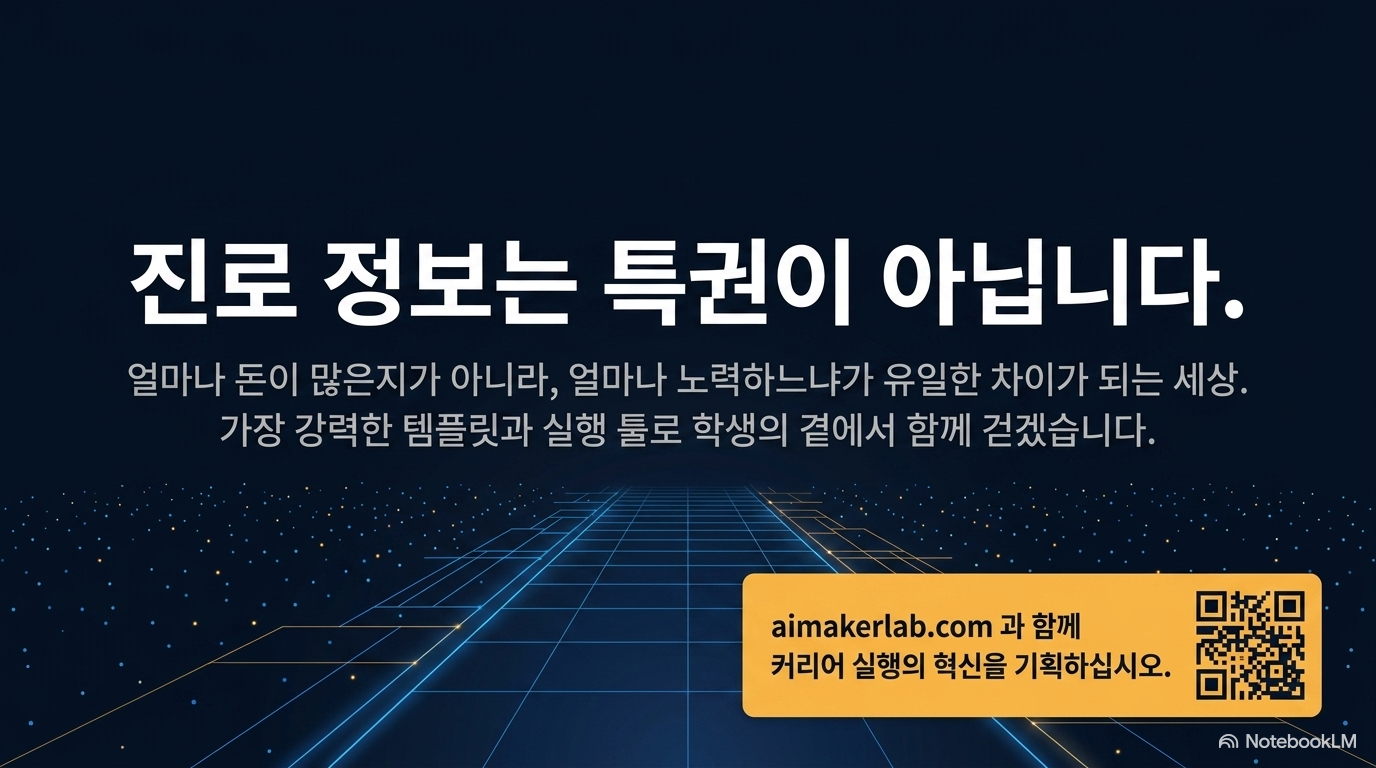 진로 정보는 특권이 아닙니다.
얼마나 돈이 많은지가 아니라, 얼마나 노력하느냐가 유일한 차이가 되는 세상.
가장 강력한 템플릿과 실행 툴로 학생의 곁에서 함께 걷겠습니다.
aimakerlab.com 과 함께
커리어 실행의 혁신을 기획하십시오.
NotebookLM